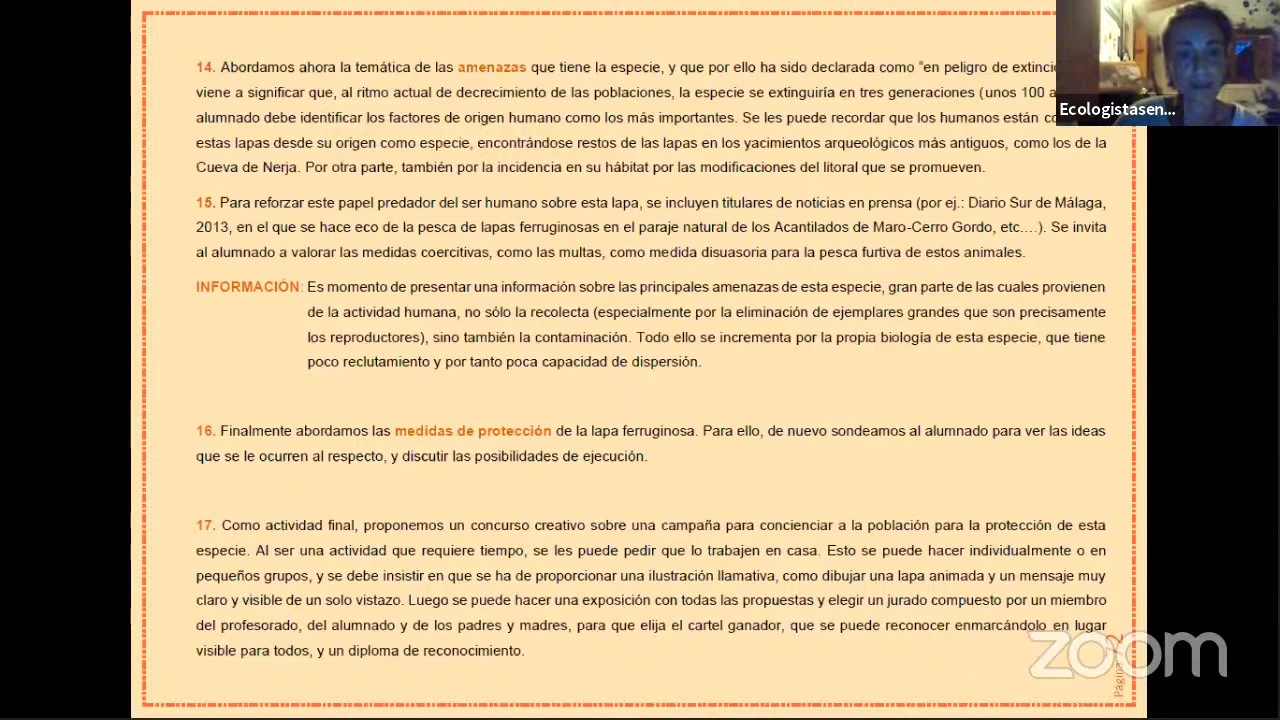 14. Abordamos ahora la temática de las amenazas que tiene la especie, y que por ello ha sido declarada como "en peligro de
viene a significar que, al ritmo actual de decrecimiento de las poblaciones, la especie se extinguiría en tres generaciones (unos 100
alumnado debe identificar los factores de origen humano como los más importantes. Se les puede recordar que los humanos están
estas lapas desde su origen como especie, encontrándose restos de las lapas en los yacimientos arqueológicos más antiguos, como los de la
Cueva de Nerja. Por otra parte, también por la incidencia en su hábitat por las modificaciones del litoral que se promueven.
15. Para reforzar este papel predador del ser humano sobre esta lapa, se incluyen titulares de noticias en prensa (por ej.: Diario Sur de Málaga,
2013, en el que se hace eco de la pesca de lapas ferruginosas en el paraje natural de los Acantilados de Maro-Cerro Gordo, etc.…). Se invita
al alumnado a valorar las medidas coercitivas, como las multas, como medida disuasoria para la pesca furtiva de estos animales.
INFORMACIÓN: Es momento de presentar una información sobre las principales amenazas de esta especie, gran parte de las cuales provienen
de la actividad humana, no sólo la recolecta (especialmente por la eliminación de ejemplares grandes que son precisamente
los reproductores), sino también la contaminación. Todo ello se incrementa por la propia biología de esta especie, que tiene
poco reclutamiento y por tanto poca capacidad de dispersión.
16. Finalmente abordamos las medidas de protección de la lapa ferruginosa. Para ello, de nuevo sondeamos al alumnado para ver las ideas
que se le ocurren al respecto, y discutir las posibilidades de ejecución.
17. Como actividad final, proponemos un concurso creativo sobre una campaña para concienciar a la población para la protección de esta
especie. Al ser una actividad que requiere tiempo, se les puede pedir que lo trabajen en casa. Esto se puede hacer individualmente o en
pequeños grupos, y se debe insistir en que se ha de proporcionar una ilustración llamativa, como dibujar una lapa animada y un mensaje muy
claro y visible de un solo vistazo. Luego se puede hacer una exposición con todas las propuestas y elegir un jurado compuesto por un miembro
del profesorado, del alumnado y de los padres y madres, para que elija el cartel ganador, que se puede reconocer enmarcándolo en lugar
visible para todos, y un diploma de reconocimiento.
Ecologistasen...
Página 72
zoom